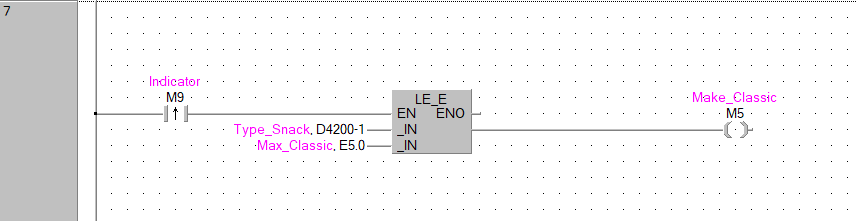 7
Indicator
M9
LE_E
EN ENO
Type_Snack, D4200-1 _IN
Max_Classic, E5.0 _IN
Make_Classic
M5